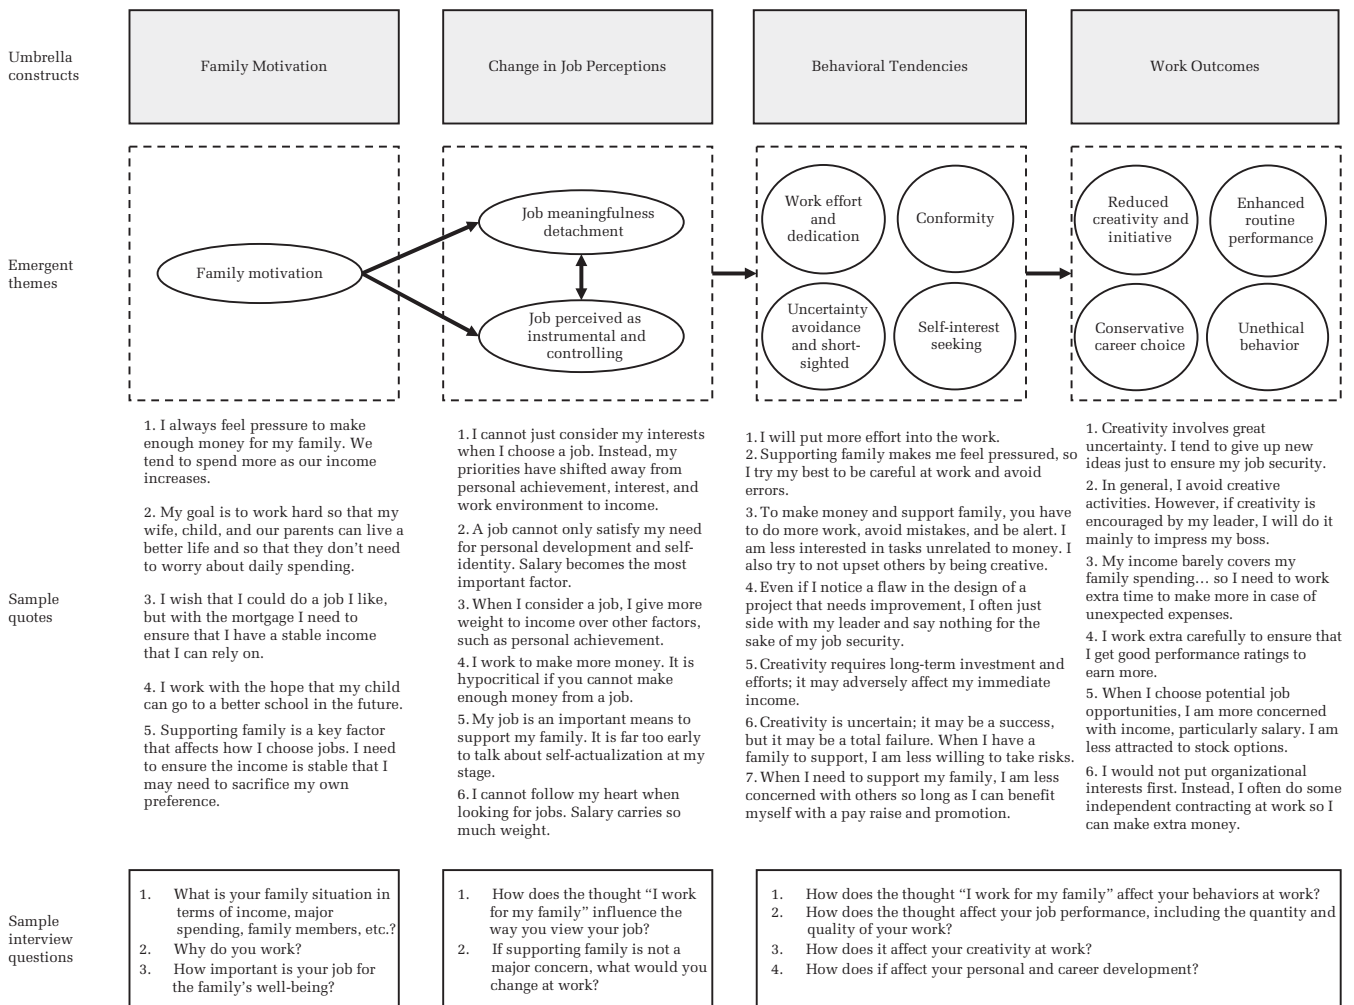 Umbrella
constructs
Family Motivation
Change in Job Perceptions
Behavioral Tendencies
Work Outcomes
Emergent
themes
Family motivation
Job meaningfulness
detachment
Job perceived as
instrumental and
controlling
Work effort
and
dedication
Conformity
Uncertainty
avoidance
and short-
sighted
Self-interest
seeking
Reduced
creativity and
initiative
Enhanced
routine
performance
Conservative
career choice
Unethical
behavior
Sample
quotes
1. I always feel pressure to make
enough money for my family. We
tend to spend more as our income
increases.
2. My goal is to work hard so that my
wife, child, and our parents can live a
better life and so that they don’t need
to worry about daily spending.
3. I wish that I could do a job I like,
but with the mortgage I need to
ensure that I have a stable income
that I can rely on.
4. I work with the hope that my child
can go to a better school in the future.
5. Supporting family is a key factor
that affects how I choose jobs. I need
to ensure the income is stable that I
may need to sacrifice my own
preference.
1. I cannot just consider my interests
when I choose a job. Instead, my
priorities have shifted away from
personal achievement, interest, and
work environment to income.
2. A job cannot only satisfy my need
for personal development and self-
identity. Salary becomes the most
important factor.
3. When I consider a job, I give more
weight to income over other factors,
such as personal achievement.
4. I work to make more money. It is
hypocritical if you cannot make
enough money from a job.
5. My job is an important means to
support my family. It is far too early
to talk about self-actualization at my
stage.
6. I cannot follow my heart when
looking for jobs. Salary carries so
much weight.
1. I will put more effort into the work.
2. Supporting family makes me feel pressured, so
I try my best to be careful at work and avoid
errors.
3. To make money and support family, you have
to do more work, avoid mistakes, and be alert. I
am less interested in tasks unrelated to money. I
also try to not upset others by being creative.
4. Even if I notice a flaw in the design of a
project that needs improvement, I often just
side with my leader and say nothing for the
sake of my job security.
5. Creativity requires long-term investment and
efforts; it may adversely affect my immediate
income.
6. Creativity is uncertain; it may be a success,
but it may be a total failure. When I have a
family to support, I am less willing to take risks.
7. When I need to support my family, I am less
concerned with others so long as I can benefit
myself with a pay raise and promotion.
1. Creativity involves great
uncertainty. I tend to give up new
ideas just to ensure my job security.
2. In general, I avoid creative
activities. However, if creativity is
encouraged by my leader, I will do it
mainly to impress my boss.
3. My income barely covers my
family spending... so I need to work
extra time to make more in case of
unexpected expenses.
4. I work extra carefully to ensure that
I get good performance ratings to
earn more.
5. When I choose potential job
opportunities, I am more concerned
with income, particularly salary. I am
less attracted to stock options.
6. I would not put organizational
interests first. Instead, I often do some
independent contracting at work so I
can make extra money.
Sample
interview
questions
1. What is your family situation in
terms of income, major
spending, family members, etc.?
2. Why do you work?
3. How important is your job for
the family’s well-being?
1. How does the thought “I work
for my family” influence the
way you view your job?
2. If supporting family is not a
major concern, what would you
change at work?
1. How does the thought “I work for my family” affect your behaviors at work?
2. How does the thought affect your job performance, including the quantity and
quality of your work?
3. How does it affect your creativity at work?
4. How does if affect your personal and career development?